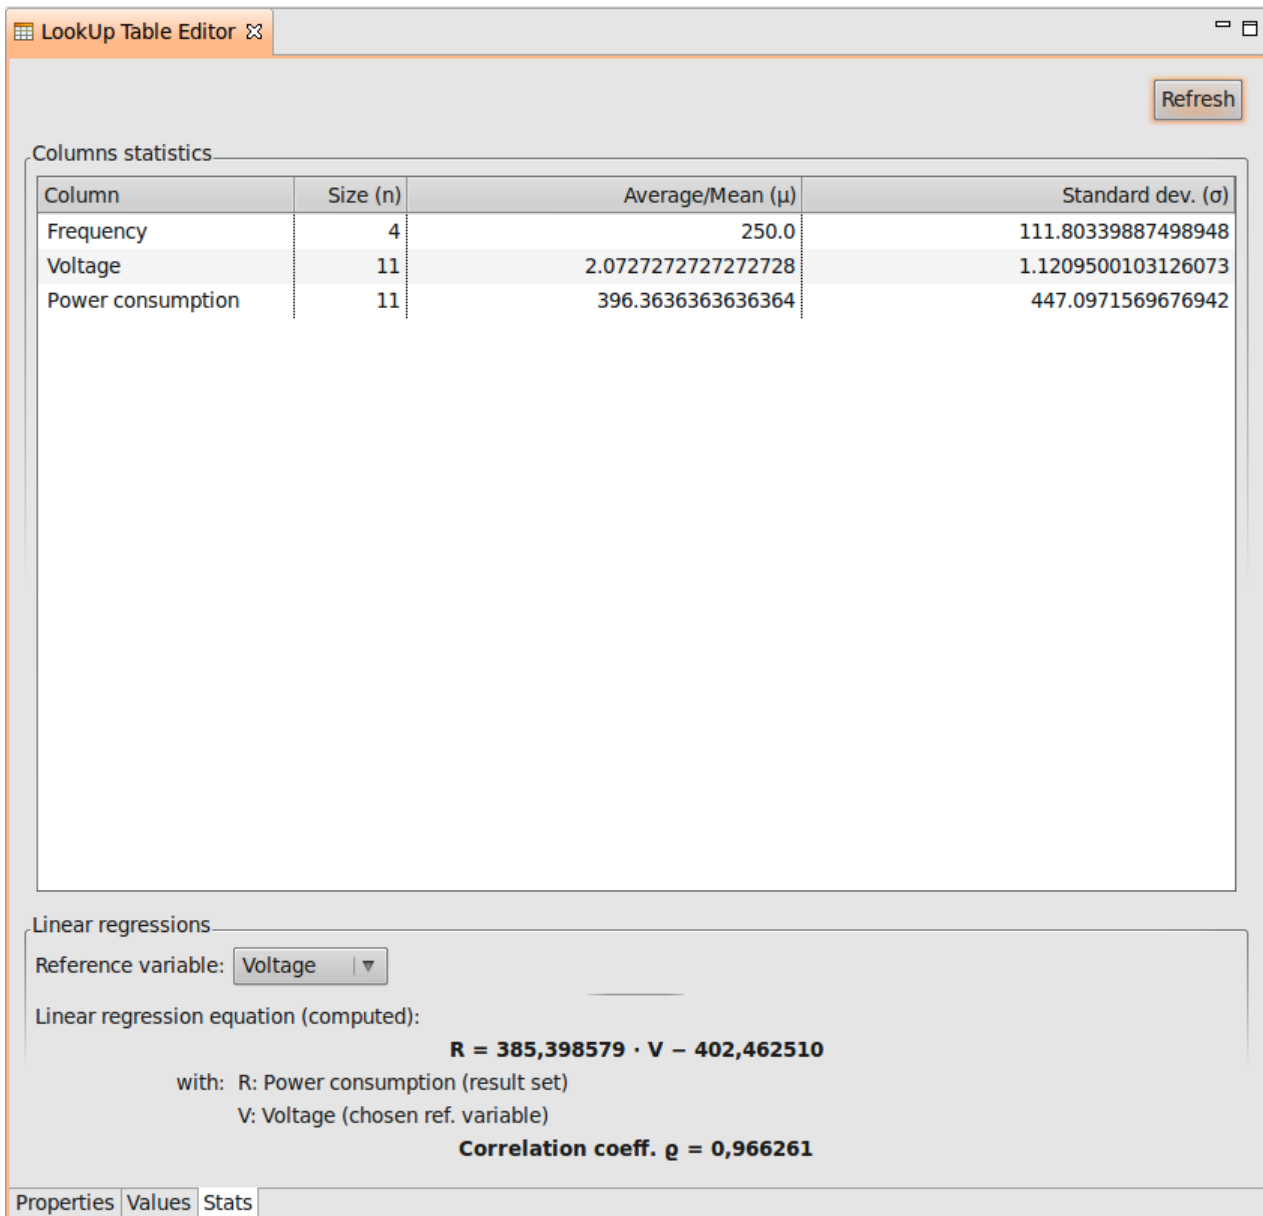 LookUp Table Editor
Refresh
Columns statistics
Column Size (n) Average/Mean (μ) Standard dev. (σ)
Frequency 4 250.0 111.80339887498948
Voltage 11 2.0727272727272728 1.1209500103126073
Power consumption 11 396.3636363636364 447.0971569676942
Linear regressions
Reference variable: Voltage
Linear regression equation (computed):
R = 385,398579 · V − 402,462510
with: R: Power consumption (result set)
V: Voltage (chosen ref. variable)
Correlation coeff. ϱ = 0,966261
Properties Values Stats